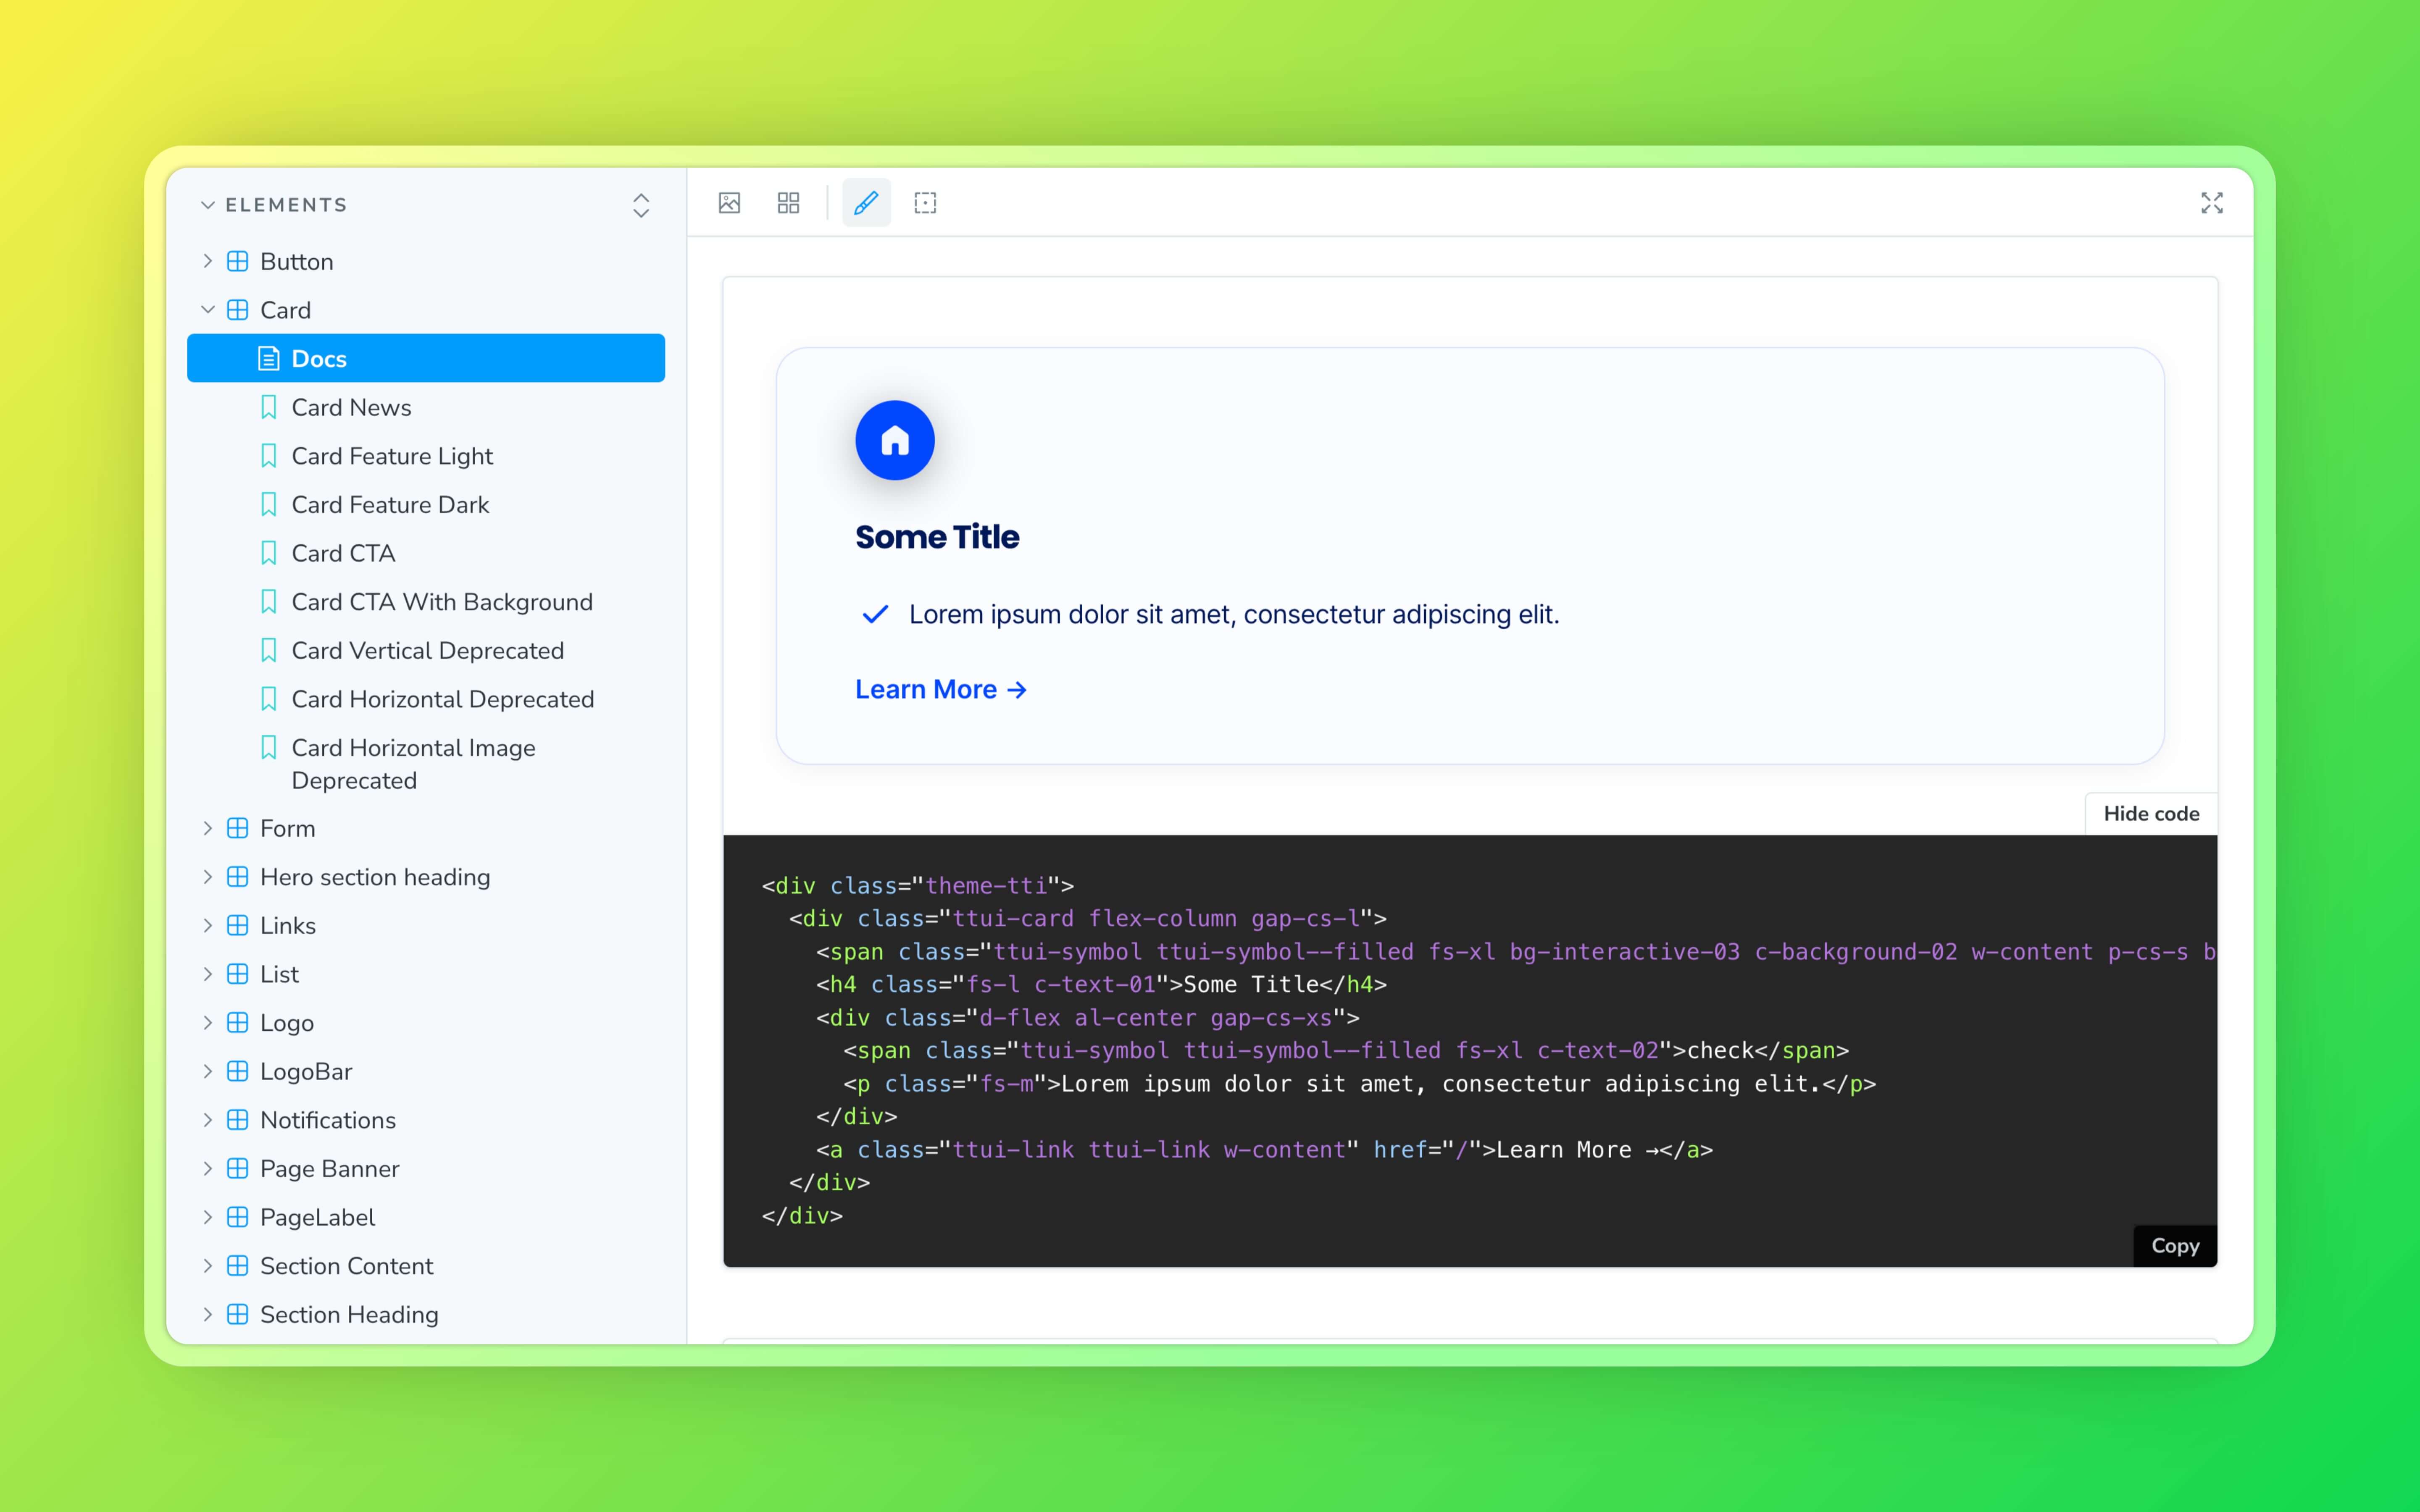 ELEMENTS
Button
Card
Docs
Card News
Card Feature Light
Card Feature Dark
Card CTA
Card CTA With Background
Card Vertical Deprecated
Card Horizontal Deprecated
Card Horizontal Image
Deprecated
Form
Hero section heading
Links
List
Logo
LogoBar
Notifications
Page Banner
PageLabel
Section Content
Section Heading
Some Title
Lorem ipsum dolor sit amet, consectetur adipiscing elit.
Learn More →
Hide code
<div class="theme-tti">
<div class="ttui-card flex-column gap-cs-l">
<span class="ttui-symbol ttui-symbol--filled fs-xl bg-interactive-03 c-background-02 w-content p-cs-s b
<h4 class="fs-l c-text-01">Some Title</h4>
<div class="d-flex al-center gap-cs-xs">
<span class="ttui-symbol ttui-symbol--filled fs-xl c-text-02">check</span>
<p class="fs-m">Lorem ipsum dolor sit amet, consectetur adipiscing elit.</p>
</div>
<a class="ttui-link ttui-link w-content" href="/">Learn More →</a>
</div>
</div>
Copy